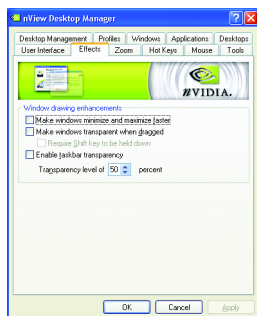 nView Desktop Manager
Desktop Management Profiles Windows Applications Desktops
User Interface Effects Zoom Hot Keys Mouse Tools
NVIDIA.
Window drawing enhancements
Make windows minimize and maximize faster
Make windows transparent when dragged
Require Shift key to be held down
Enable taskbar transparency
Transparency level of 50 percent
OK Cancel Apply